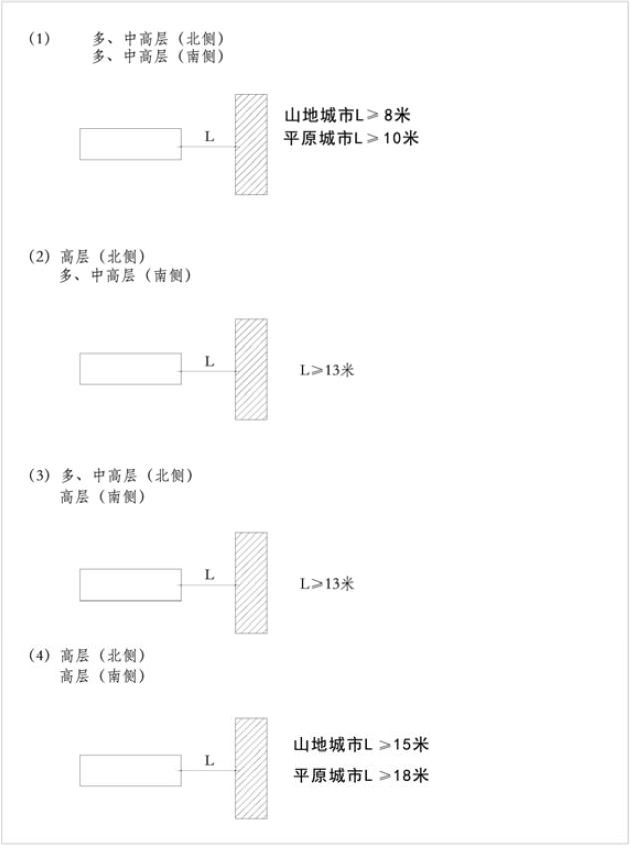 (1) 多、中高层（北侧）
多、中高层（南侧）
L
山地城市L≥8米
平原城市L≥10米
(2) 高层（北侧）
多、中高层（南侧）
L
L≥13米
(3) 多、中高层（北侧）
高层（南侧）
L
L≥13米
(4) 高层（北侧）
高层（南侧）
L
山地城市L ≥15米
平原城市L ≥18米